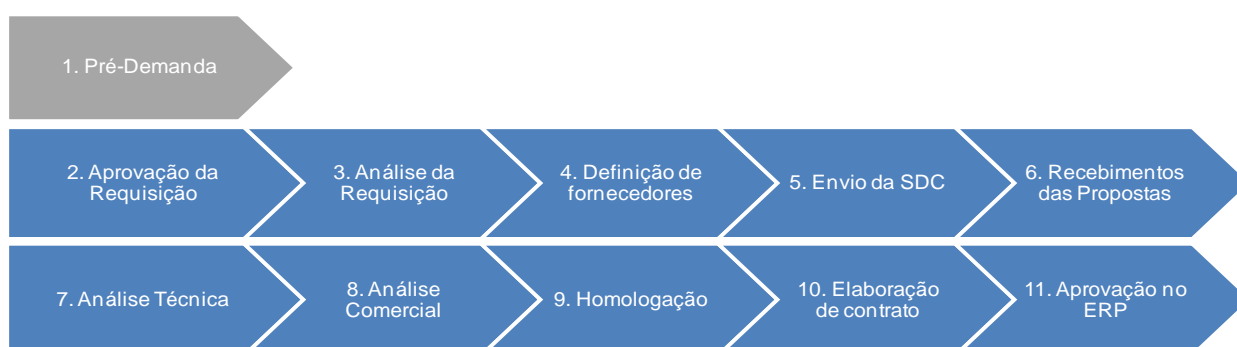 1. Pré-Demanda
2. Aprovação da
Requisição
3. Análise da
Requisição
4. Definição de
fornecedores
5. Envio da SDC
6. Recebimentos
das Propostas
7. Análise Técnica
8. Análise
Comercial
9. Homologação
10. Elaboração
de contrato
11. Aprovação no
ERP